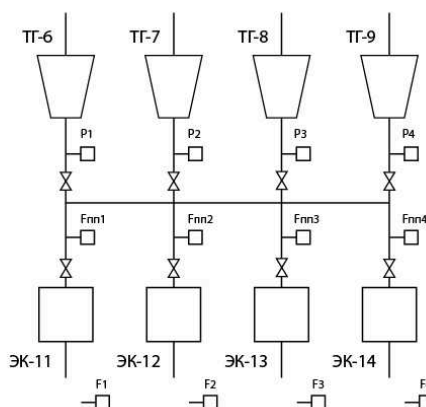 ТГ-6 ТГ-7 ТГ-8 ТГ-9
P1 P2 P3 P4
Fпп1 Fпп2 Fпп3 Fпп4
ЭК-11 ЭК-12 ЭК-13 ЭК-14
F1 F2 F3